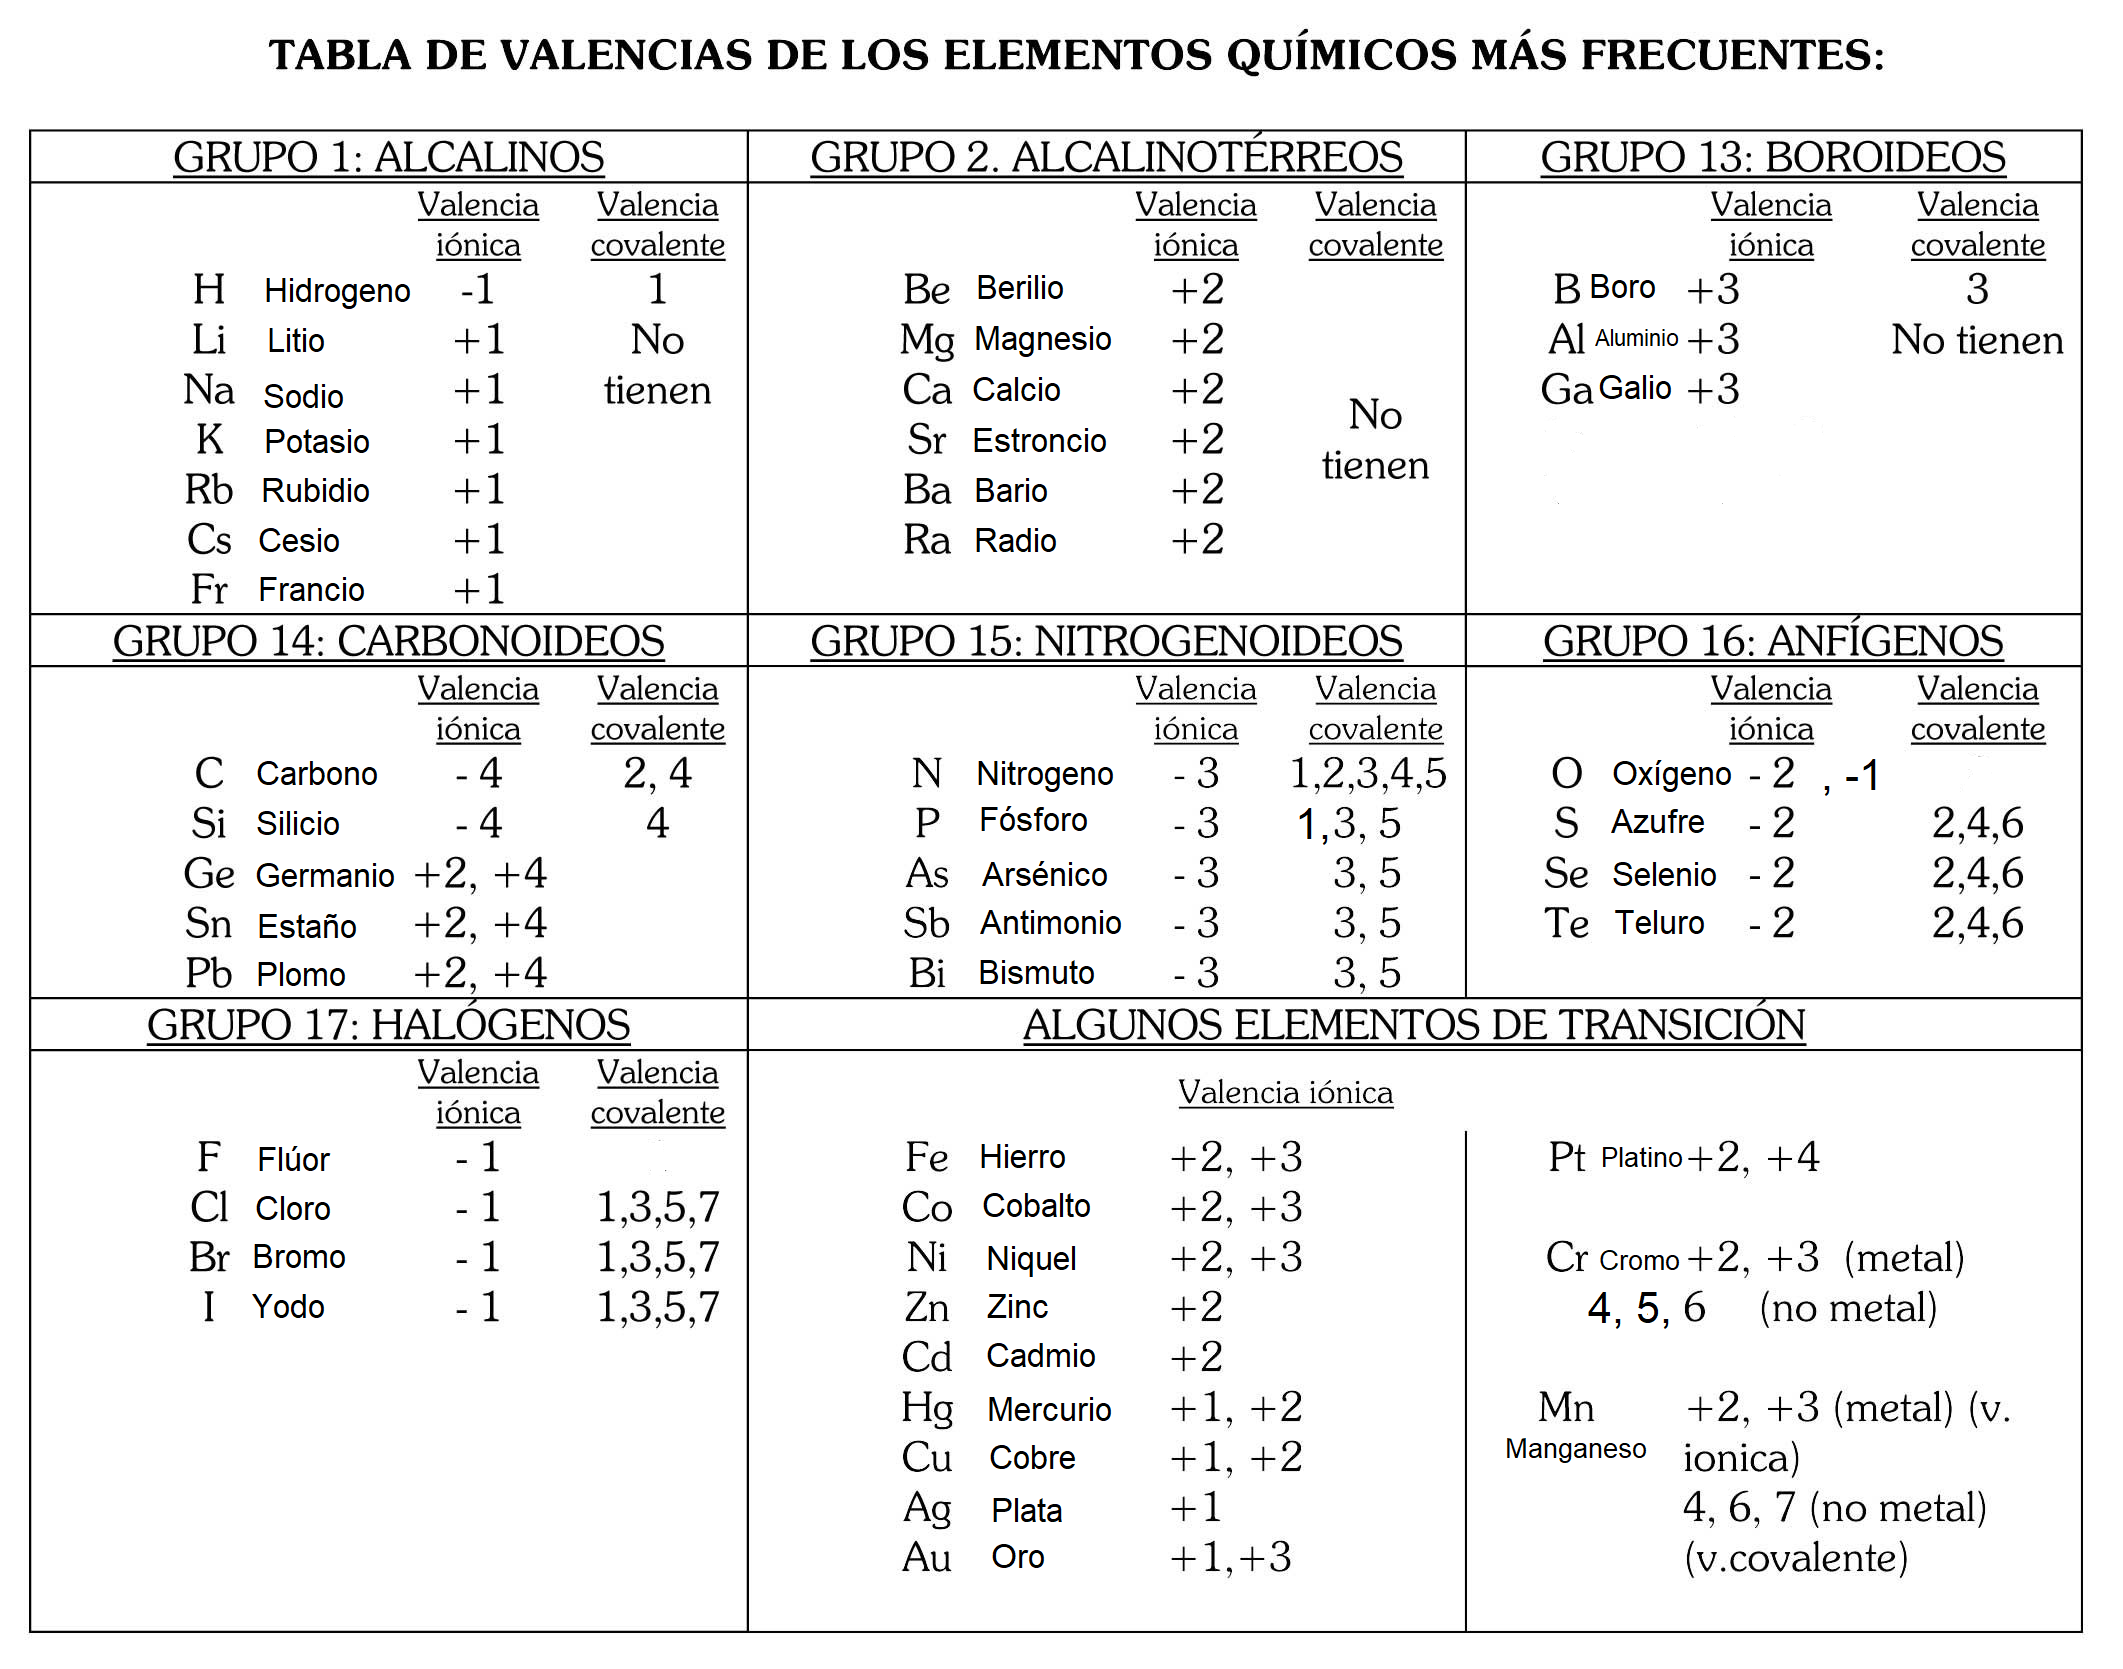 TABLA DE VALENCIAS DE LOS ELEMENTOS QUÍMICOS MÁS FRECUENTES:
GRUPO 1: ALCALINOS
Valencia iónica Valencia covalente
H Hidrogeno -1 1
Li Litio +1 No
Na Sodio +1 tienen
K Potasio +1
Rb Rubidio +1
Cs Cesio +1
Fr Francio +1
GRUPO 2. ALCALINOTÉRREOS
Valencia iónica Valencia covalente
Be Berilio +2
Mg Magnesio +2
Ca Calcio +2
No
Sr Estroncio +2
tienen
Ba Bario +2
Ra Radio +2
GRUPO 13: BOROIDEOS
Valencia iónica Valencia covalente
B Boro +3 3
Al Aluminio +3 No tienen
Ga Galio +3
GRUPO 14: CARBONOIDEOS
Valencia iónica Valencia covalente
C Carbono - 4 2, 4
Si Silicio - 4 4
Ge Germanio +2, +4
Sn Estaño +2, +4
Pb Plomo +2, +4
GRUPO 15: NITROGENOIDEOS
Valencia iónica Valencia covalente
N Nitrogeno - 3 1,2,3,4,5
P Fósforo - 3 1,3, 5
As Arsénico - 3 3, 5
Sb Antimonio - 3 3, 5
Bi Bismuto - 3 3, 5
GRUPO 16: ANFÍGENOS
Valencia iónica Valencia covalente
O Oxígeno - 2 , -1
S Azufre - 2 2,4,6
Se Selenio - 2 2,4,6
Te Teluro - 2 2,4,6
GRUPO 17: HALÓGENOS
Valencia iónica Valencia covalente
F Flúor - 1
Cl Cloro - 1 1,3,5,7
Br Bromo - 1 1,3,5,7
I Yodo - 1 1,3,5,7
ALGUNOS ELEMENTOS DE TRANSICIÓN
Valencia iónica
Fe Hierro +2, +3
Co Cobalto +2, +3
Ni Niquel +2, +3
Zn Zinc +2
Cd Cadmio +2
Hg Mercurio +1, +2
Cu Cobre +1, +2
Ag Plata +1
Au Oro +1,+3
Pt Platino +2, +4
Cr Cromo +2, +3 (metal)
4, 5, 6 (no metal)
Mn +2, +3 (metal) (v.
Manganeso ionica)
4, 6, 7 (no metal)
(v.covalente)